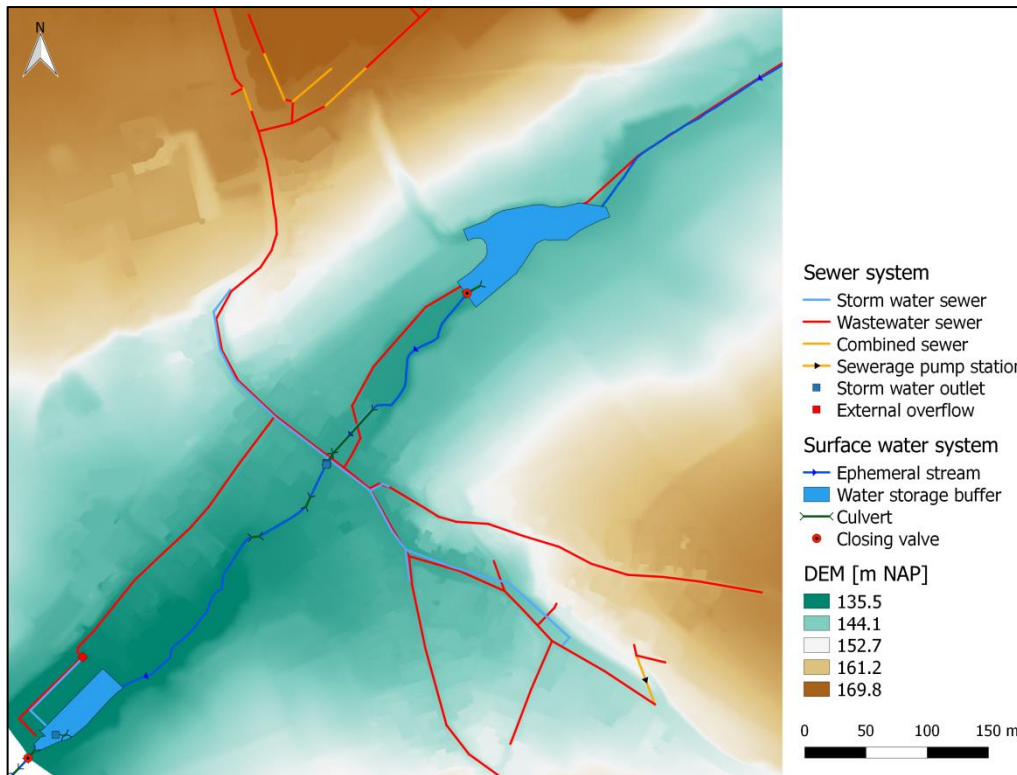 N
Sewer system
Storm water sewer
Wastewater sewer
Combined sewer
Sewerage pump station
Storm water outlet
External overflow
Surface water system
Ephemeral stream
Water storage buffer
Culvert
Closing valve
DEM [m NAP]
135.5
144.1
152.7
161.2
169.8
0 50 100 150 m